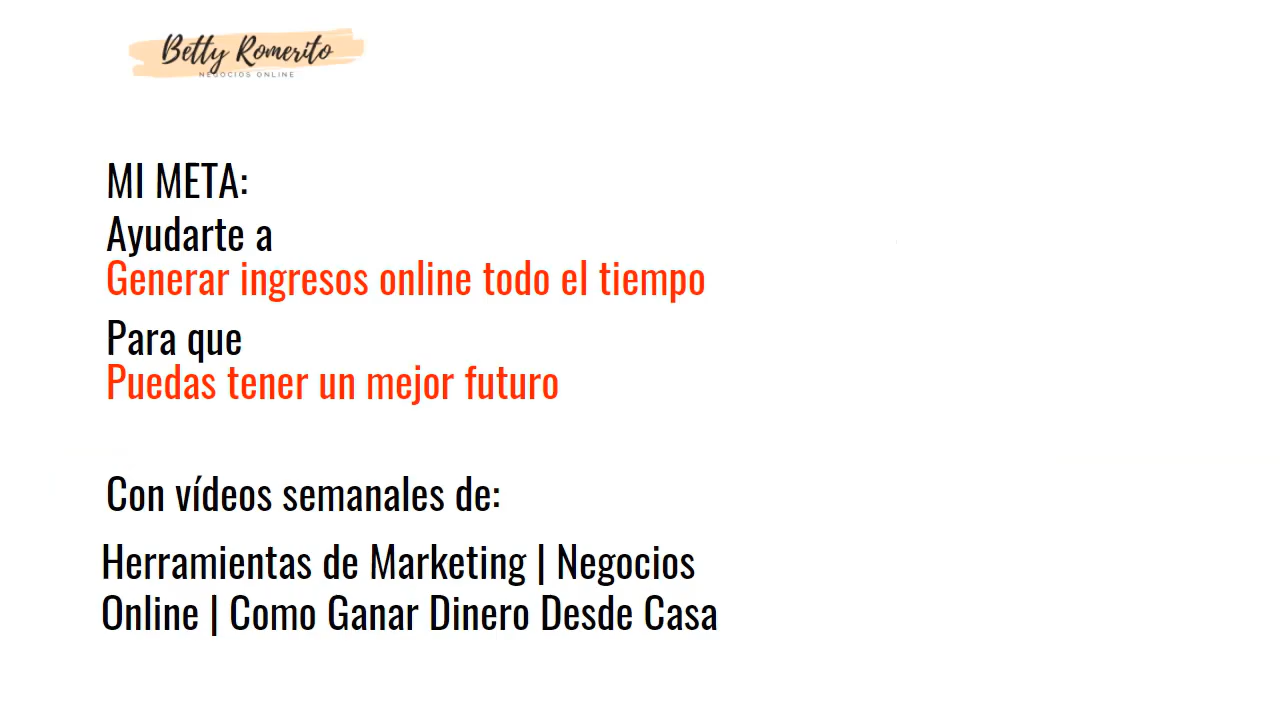 Betty Romerito
NEGOCIOS ONLINE
MI META:
Ayudarte a
Generar ingresos online todo el tiempo
Para que
Puedas tener un mejor futuro
Con vídeos semanales de:
Herramientas de Marketing | Negocios
Online | Como Ganar Dinero Desde Casa